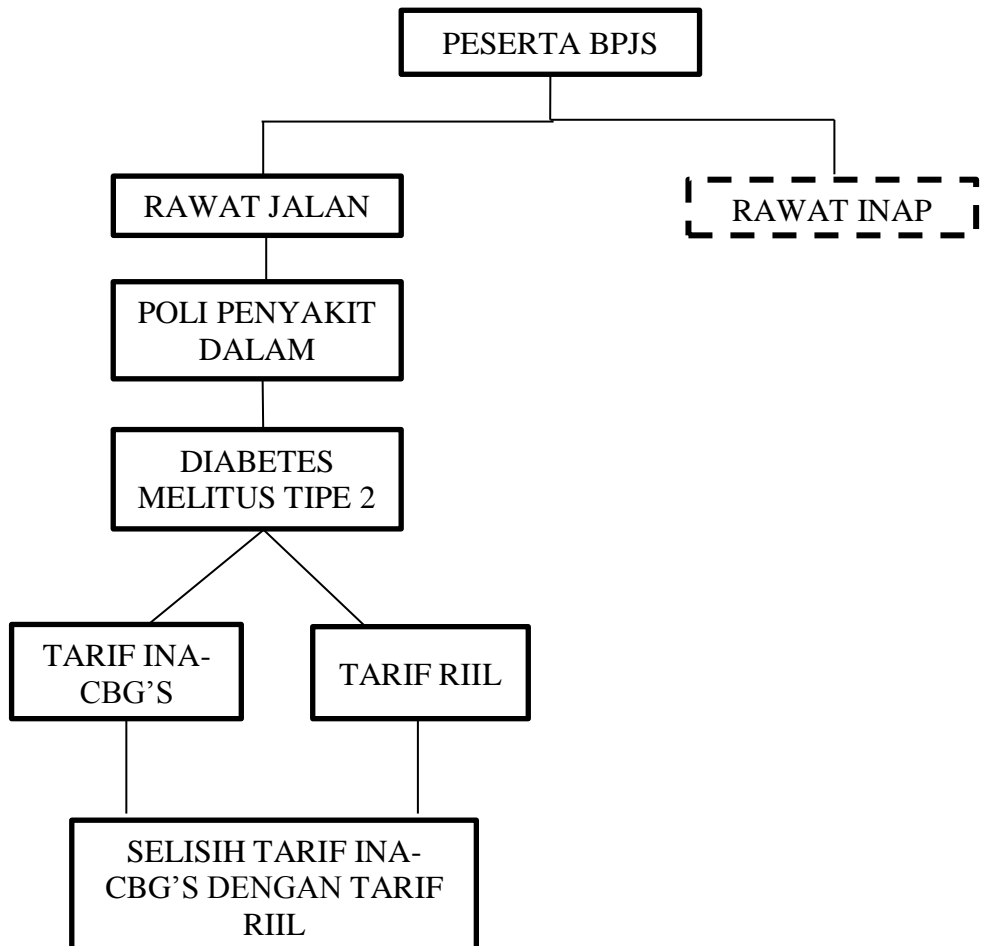 PESERTA BPJS
RAWAT JALAN
RAWAT INAP
POLI PENYAKIT
DALAM
DIABETES
MELITUS TIPE 2
TARIF INA-
CBG’S
TARIF RIIL
SELISIH TARIF INA-
CBG’S DENGAN TARIF
RIIL